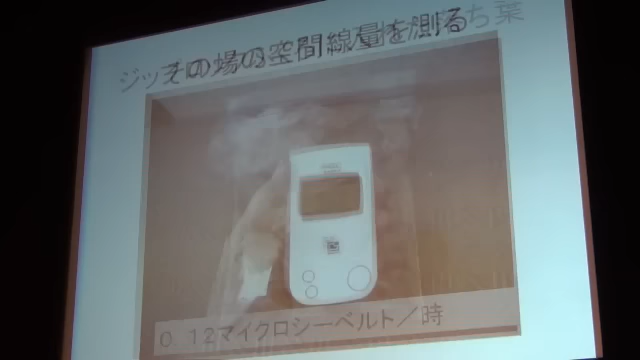 その場の空間線量を測る
ジッ ち葉
０．１２マイクロシーベルト／時